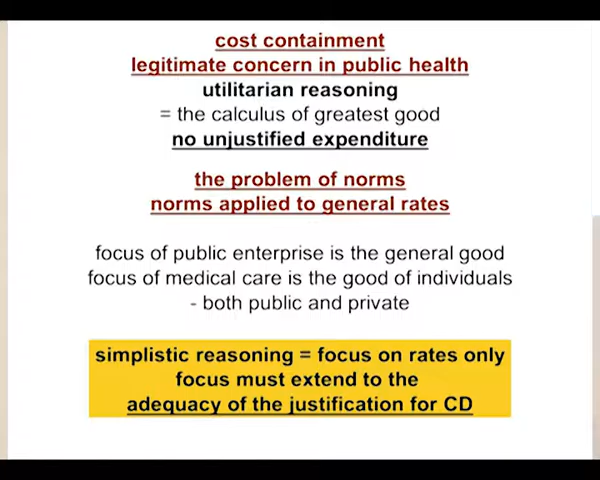 cost containment
legitimate concern in public health
utilitarian reasoning
= the calculus of greatest good
no unjustified expenditure
the problem of norms
norms applied to general rates
focus of public enterprise is the general good
focus of medical care is the good of individuals
- both public and private
simplistic reasoning = focus on rates only
focus must extend to the
adequacy of the justification for CD